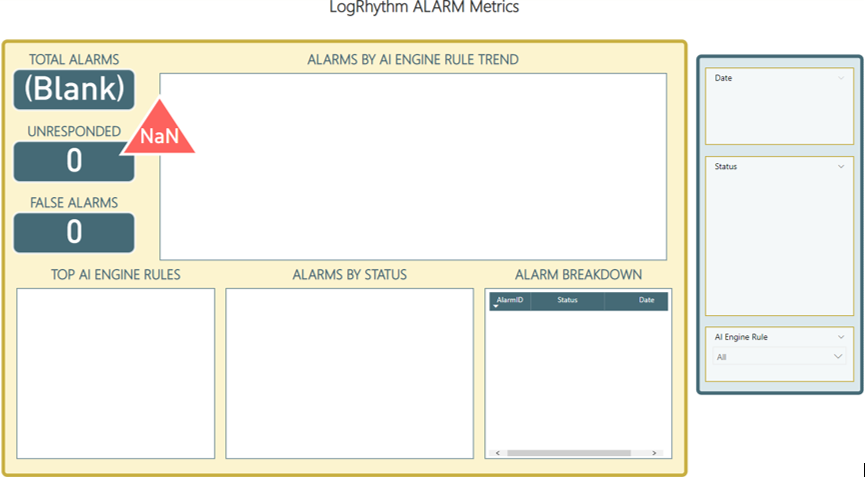 LogRhythm ALARM Metrics
TOTAL ALARMS
(Blank)
UNRESPONDED
0
NaN
FALSE ALARMS
0
ALARMS BY AI ENGINE RULE TREND
TOP AI ENGINE RULES
ALARMS BY STATUS
ALARM BREAKDOWN
AlarmID Status Date
Date
Status
AI Engine Rule
All